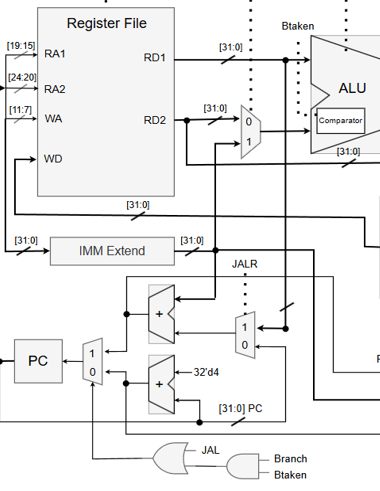 Register File
Btaken
[19:15]
RA1
RD1
[31:0]
[24:20]
RA2
ALU
[11:7]
WA
RD2
[31:0]
0
1
Comparator
WD
[31:0]
[31:0]
[31:0]
IMM Extend
[31:0]
JALR
+
1
0
PC
1
0
+
32'd4
[31:0] PC
JAL
Branch
Btaken